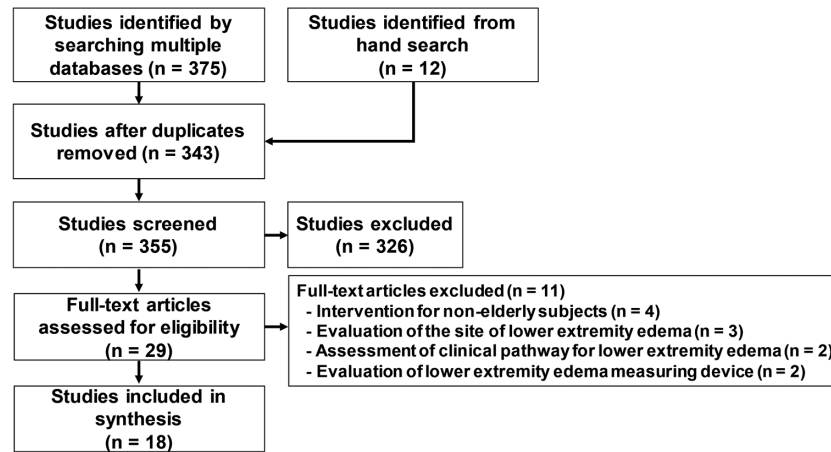 Studies identified by
searching multiple
databases (n = 375)
Studies identified from
hand search
(n = 12)
Studies after duplicates
removed (n = 343)
Studies screened
(n = 355)
Studies excluded
(n = 326)
Full-text articles
assessed for eligibility
(n = 29)
Full-text articles excluded (n = 11)
- Intervention for non-elderly subjects (n = 4)
- Evaluation of the site of lower extremity edema (n = 3)
- Assessment of clinical pathway for lower extremity edema (n = 2)
- Evaluation of lower extremity edema measuring device (n = 2)
Studies included in
synthesis
(n = 18)